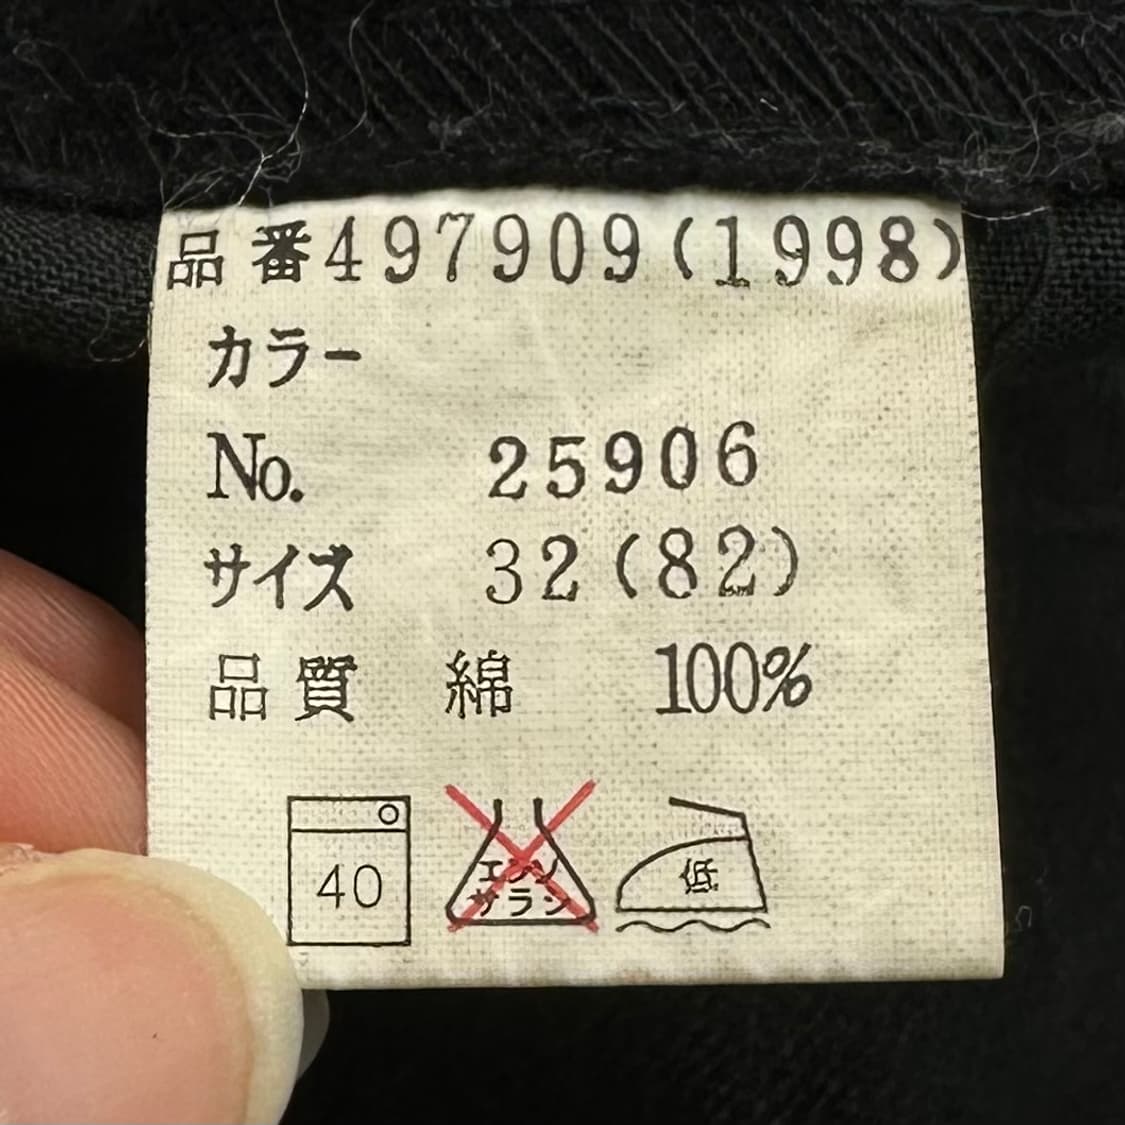 品番497909(1998)
カラー
No. 25906
サイズ 32(82)
品質 綿 100%
40
エンソ
サラシ
低